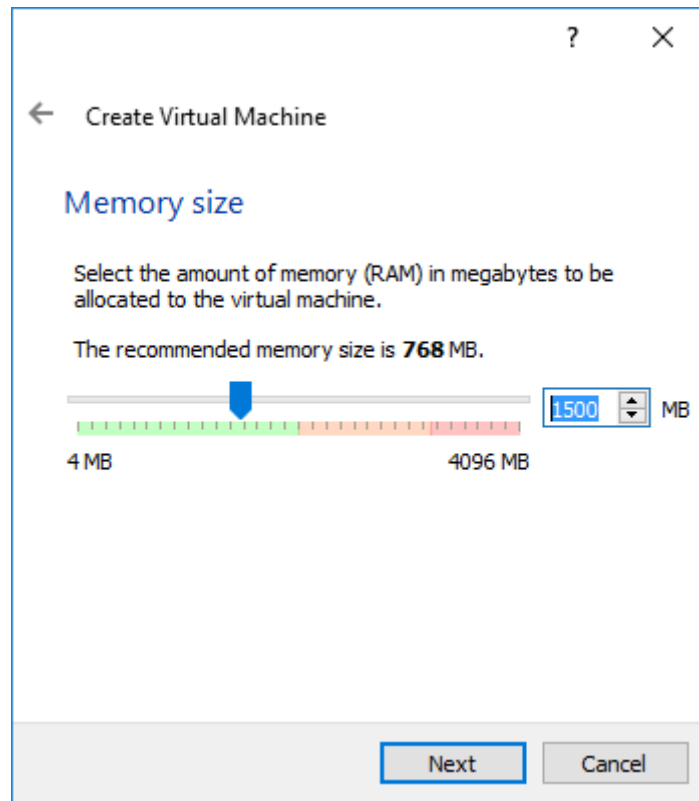 ?
Create Virtual Machine
Memory size
Select the amount of memory (RAM) in megabytes to be
allocated to the virtual machine.
The recommended memory size is 768 MB.
1500 MB
4 MB 4096 MB
Next Cancel